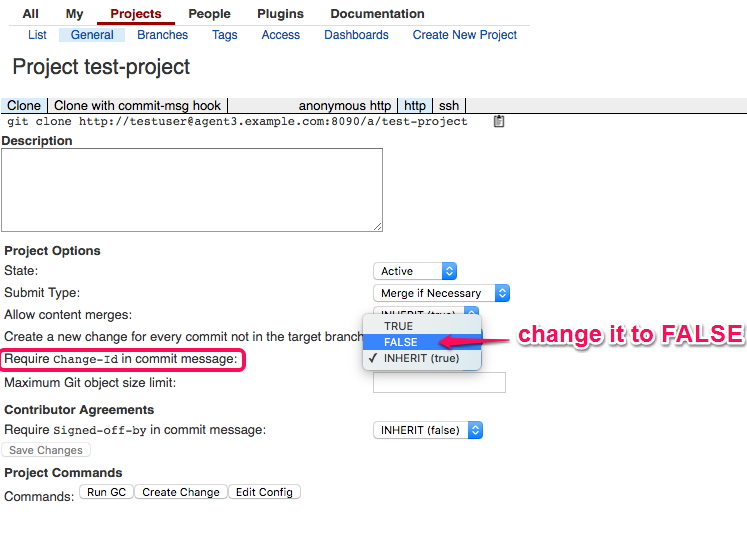 All My Projects People Plugins Documentation
List General Branches Tags Access Dashboards Create New Project
Project test-project
Clone Clone with commit-msg hook anonymous http http ssh
git clone http://testuser@agent3.example.com:8090/a/test-project
Description
Project Options
State: Active
Submit Type: Merge if Necessary
Allow content merges: INHERIT (true)
TRUE
Create a new change for every commit not in the target branch
FALSE change it to FALSE
Require Change-Id in commit message: ✓ INHERIT (true)
Maximum Git object size limit:
Contributor Agreements
Require Signed-off-by in commit message: INHERIT (false)
Save Changes
Project Commands
Commands: Run GC Create Change Edit Config